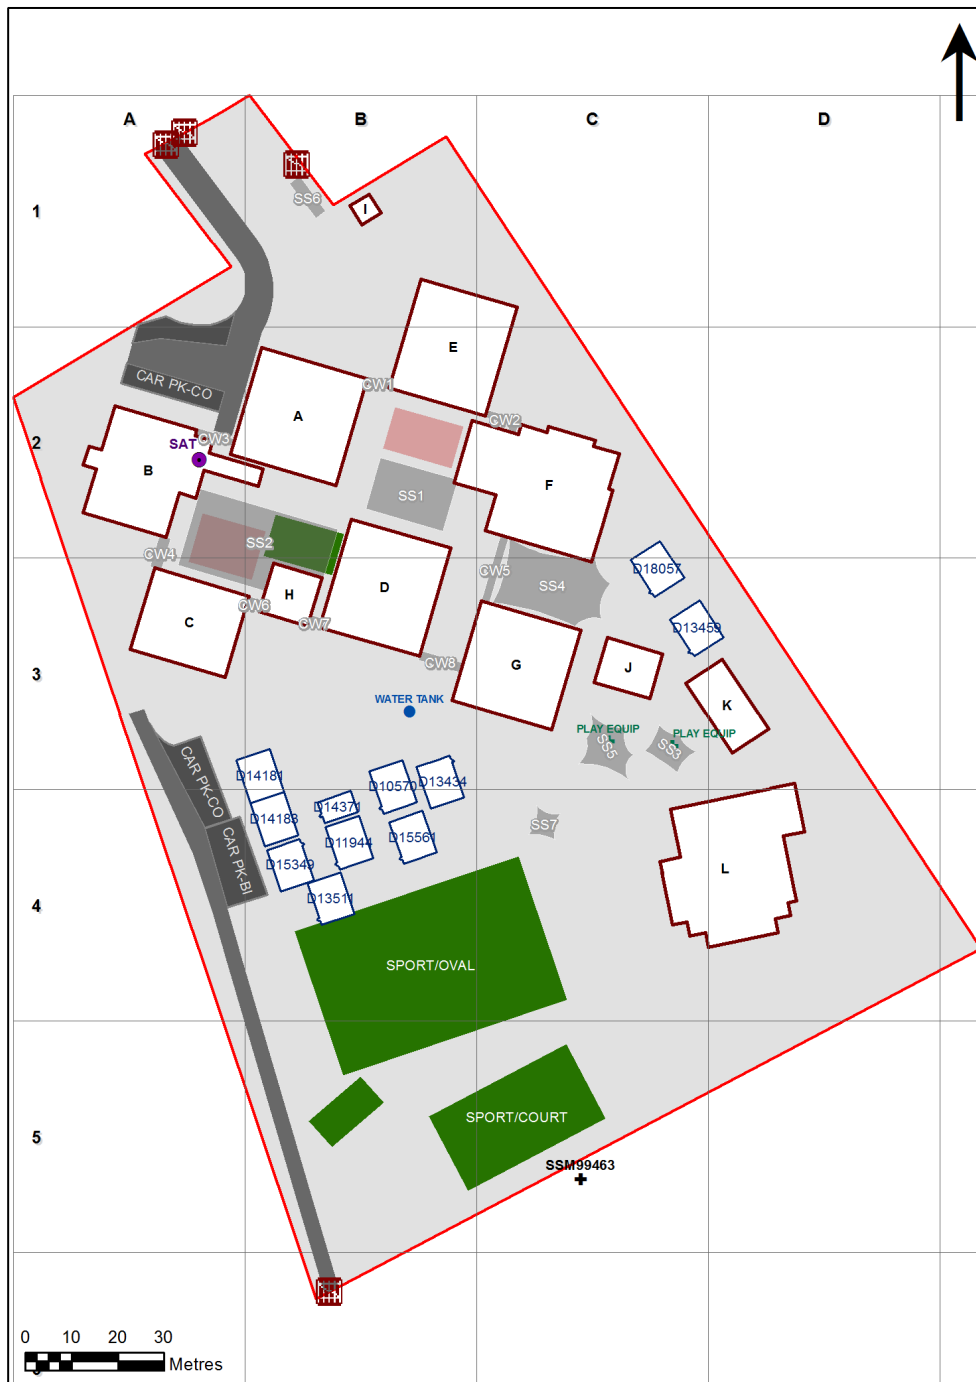 A
B
C
D
1
SS6
I
E
CAR PK-CO
CW1
A
CW2
2
CW3
SAT
B
F
SS1
SS2
CW4
CW5
D18057
SS4
D
H
CW6
C
CW7
D13459
CW8
G
J
3
WATER TANK
K
PLAY EQUIP
PLAY EQUIP
SS5
SS3
CAR PK-CO
D14181
D10570
D13434
D14371
D14183
SS7
D11944
D15561
D15349
CAR PK-BI
L
D13511
4
SPORT/OVAL
SPORT/COURT
5
SSM99463
0 10 20 30
Metres